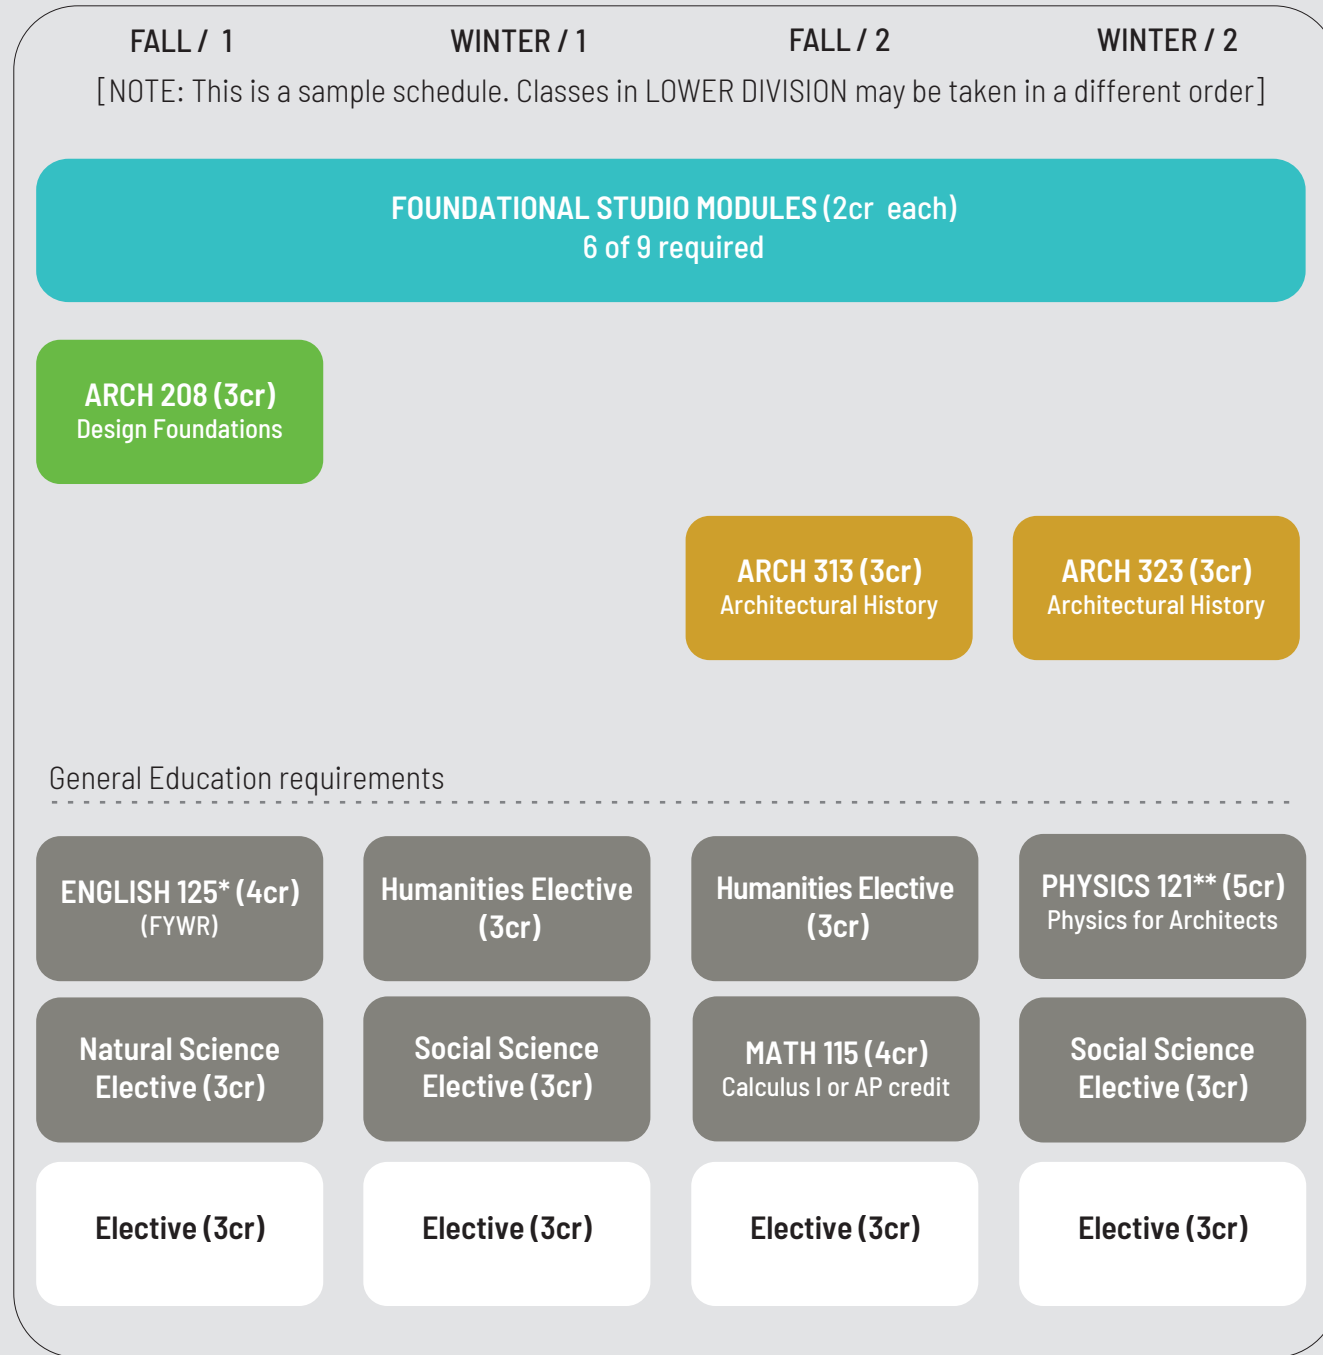 FALL / 1
WINTER / 1
FALL / 2
WINTER / 2
[NOTE: This is a sample schedule. Classes in LOWER DIVISION may be taken in a different order]
FOUNDATIONAL STUDIO MODULES (2cr each)
6 of 9 required
ARCH 208 (3cr)
Design Foundations
ARCH 313 (3cr)
Architectural History
ARCH 323 (3cr)
Architectural History
General Education requirements
ENGLISH 125* (4cr)
(FYWR)
Humanities Elective
(3cr)
Humanities Elective
(3cr)
PHYSICS 121** (5cr)
Physics for Architects
Natural Science
Elective (3cr)
Social Science
Elective (3cr)
MATH 115 (4cr)
Calculus I or AP credit
Social Science
Elective (3cr)
Elective (3cr)
Elective (3cr)
Elective (3cr)
Elective (3cr)